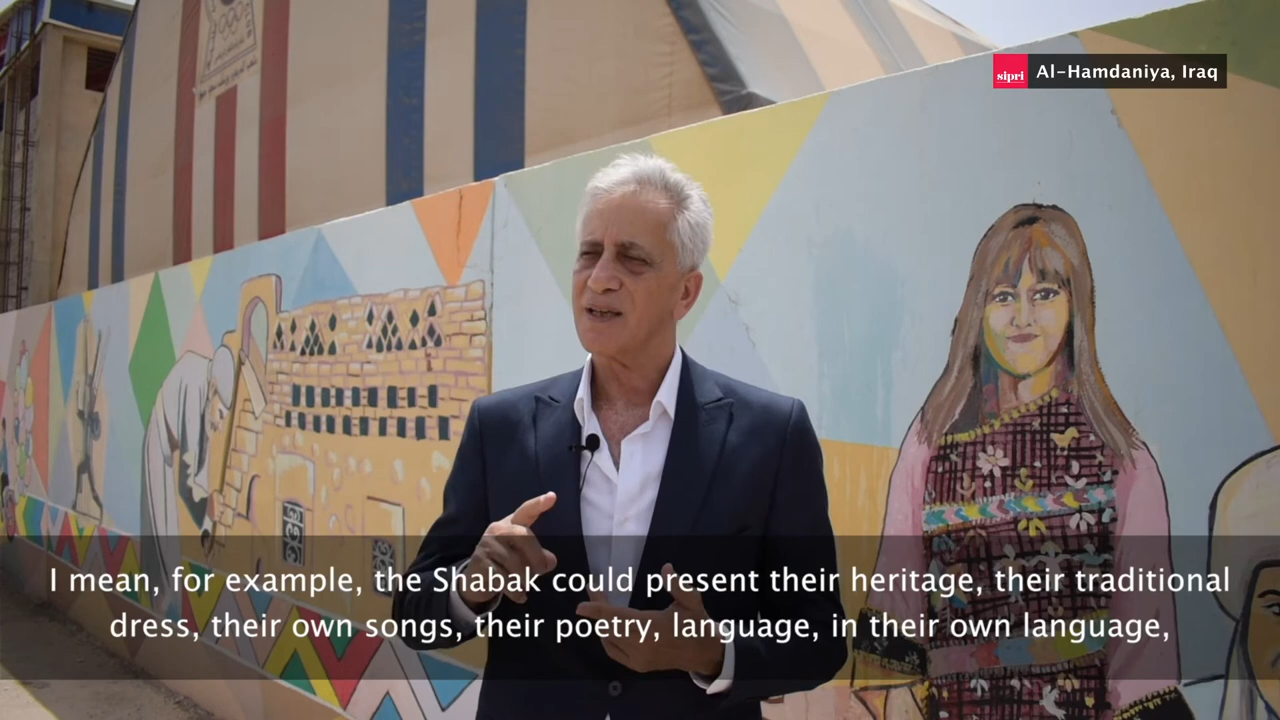 sipri Al-Hamdaniya, Iraq
I mean, for example, the Shabak could present their heritage, their traditional
dress, their own songs, their poetry, language, in their own language,